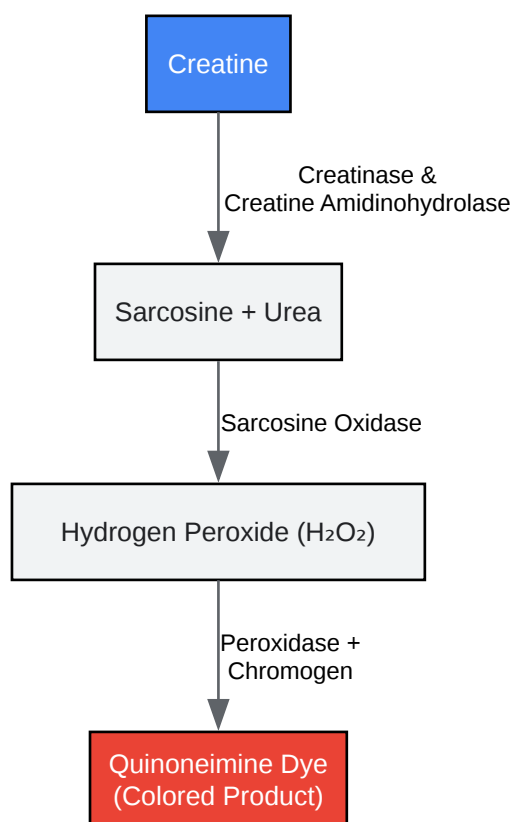 Creatine
Creatinase &
Creatine Amidinohydrolase
Sarcosine + Urea
Sarcosine Oxidase
Hydrogen Peroxide (H₂O₂)
Peroxidase +
Chromogen
Quinoneimine Dye
(Colored Product)